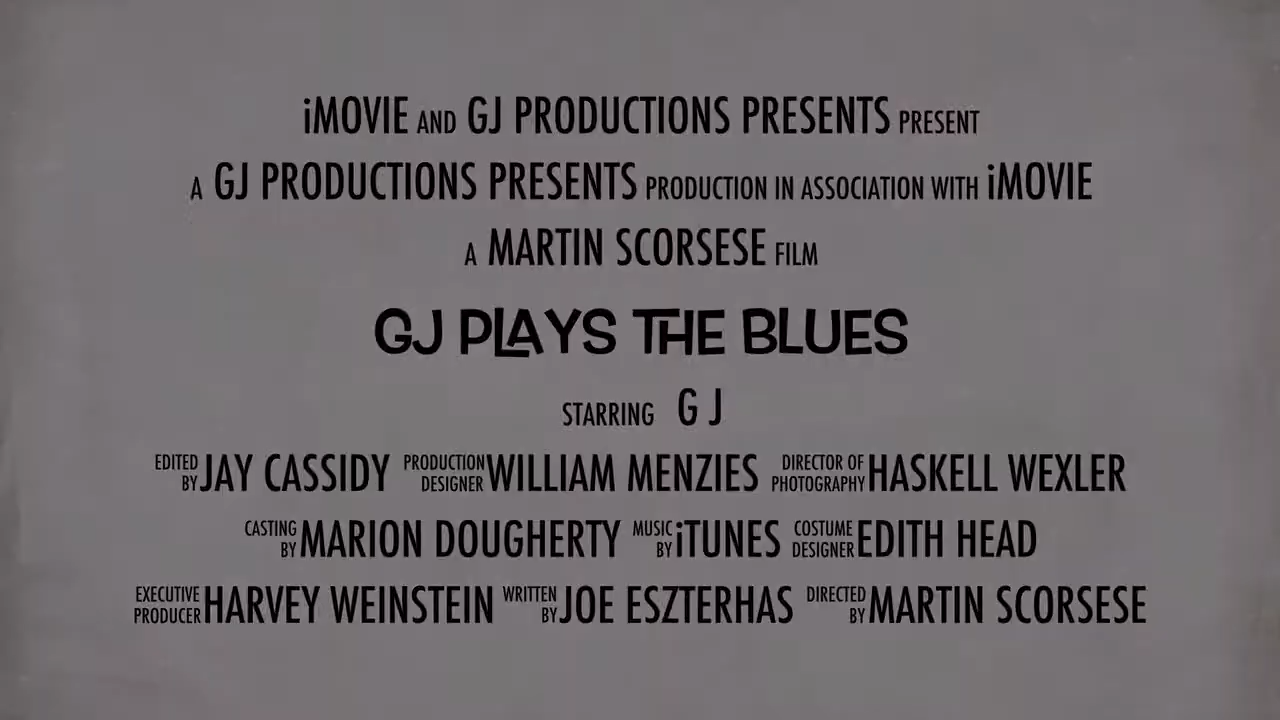 iMOVIE AND GJ PRODUCTIONS PRESENTS PRESENT
A GJ PRODUCTIONS PRESENTS PRODUCTION IN ASSOCIATION WITH iMOVIE
A MARTIN SCORSESE FILM
GJ PLAYS THE BLUES
STARRING G J
EDITED BY JAY CASSIDY PRODUCTION DESIGNER WILLIAM MENZIES DIRECTOR OF PHOTOGRAPHY HASKELL WEXLER
CASTING BY MARION DOUGHERTY MUSIC BY iTUNES COSTUME DESIGNER EDITH HEAD
EXECUTIVE PRODUCER HARVEY WEINSTEIN WRITTEN BY JOE ESZTERHAS DIRECTED BY MARTIN SCORSESE